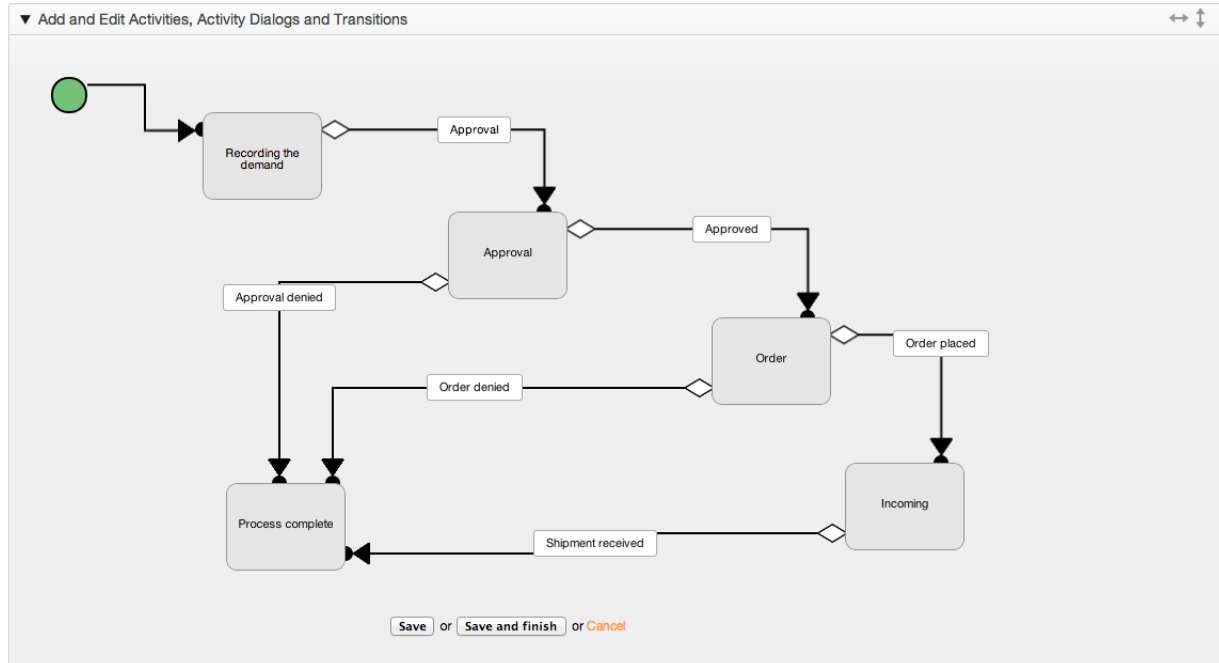 Add and Edit Activities, Activity Dialogs and Transitions
Recording the
demand
Approval
Approval
Approved
Approval denied
Order
Order placed
Order denied
Process complete
Incoming
Shipment received
Save or Save and finish or Cancel